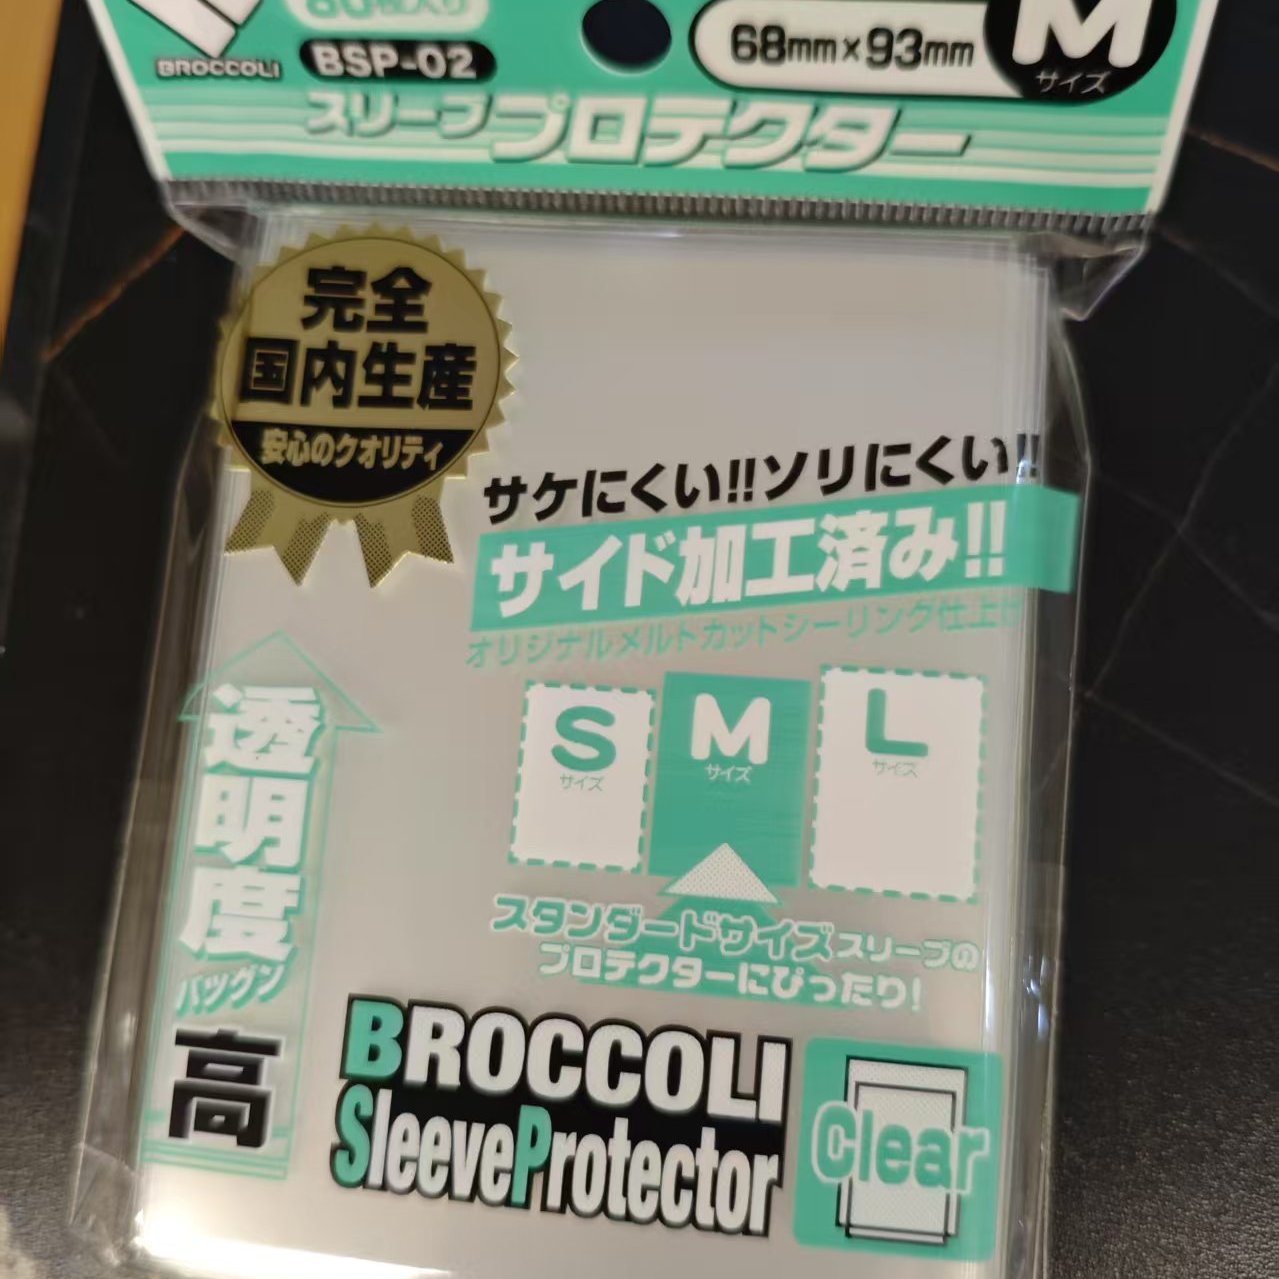 80枚入り
BROCCOLI
BSP-02
68mm×93mm
M
サイズ
スリーブプロテクター
完全
国内生産
安心のクオリティ
サケにくい!!ソリにくい!!
サイド加工済み!!
オリジナルメルトカットシーリング仕上げ
S
サイズ
M
サイズ
L
サイズ
スタンダードサイズスリーブの
プロテクターにぴったり!
透明度
バツグン
高
BROCCOLI
SleeveProtector
Clear